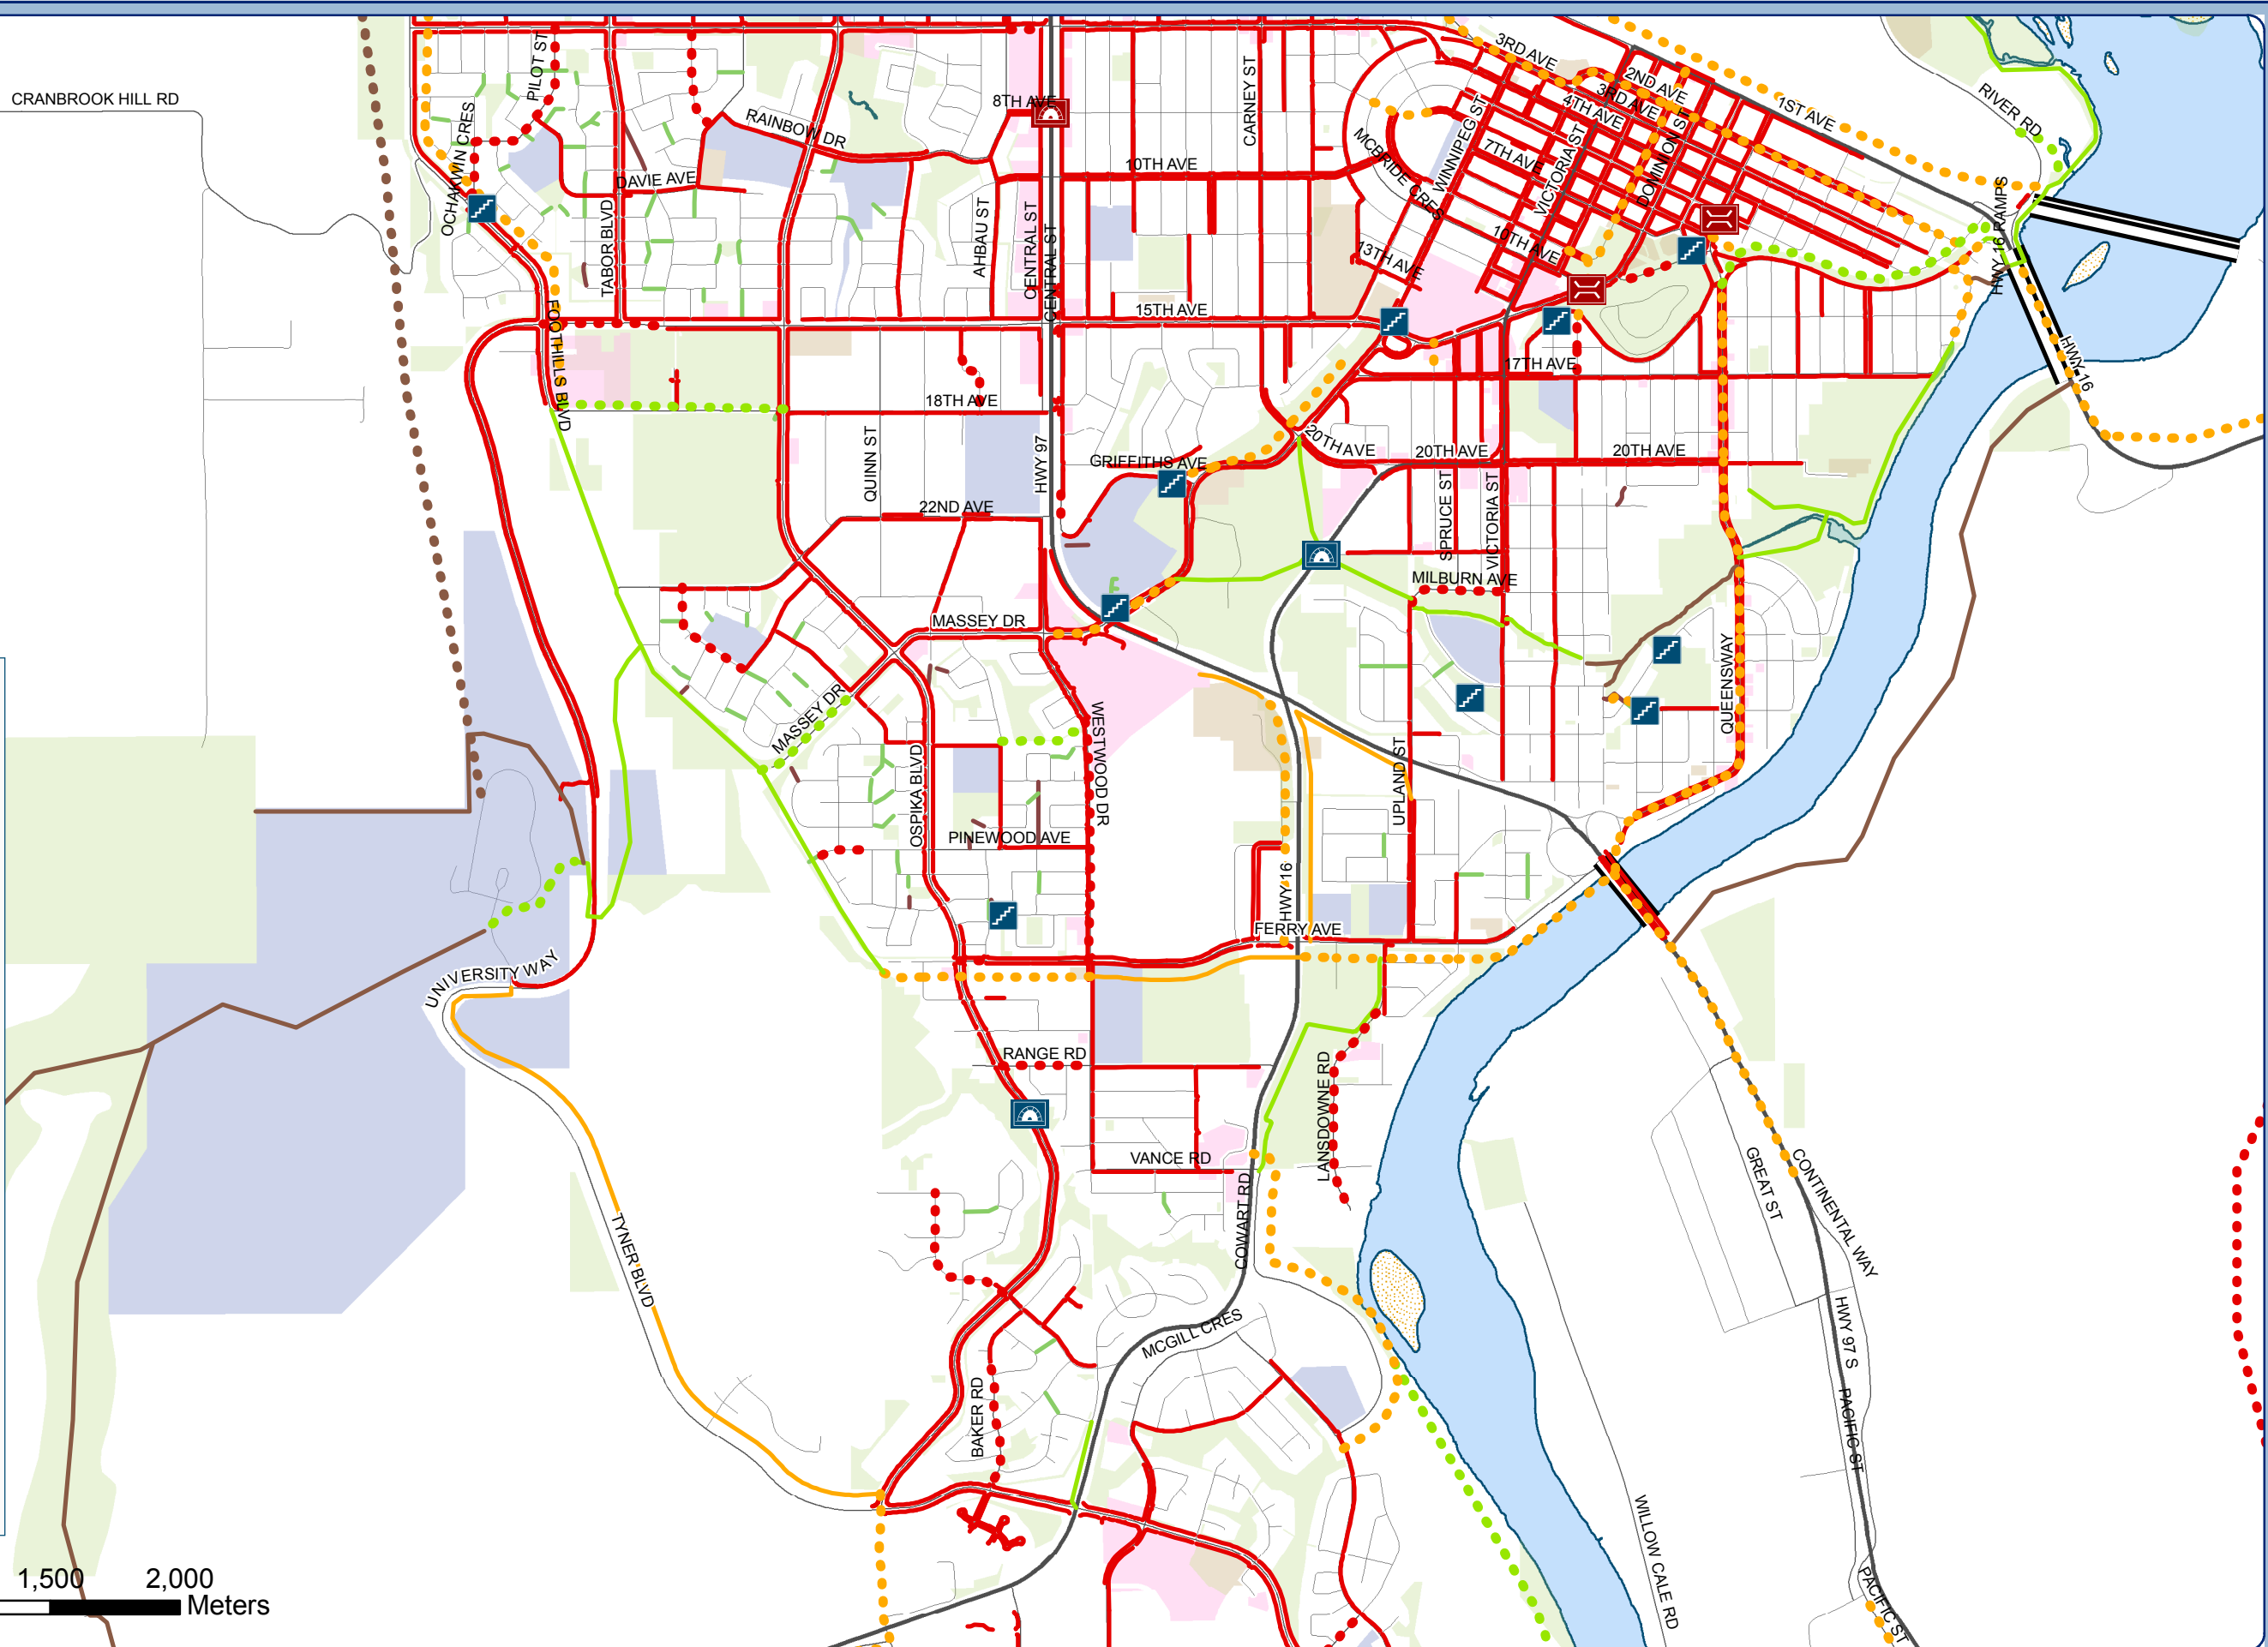 3RD AVE
PILOT ST
2ND AVE
CRANBROOK HILL RD
8TH AVE
3RD AVE
4TH AVE
1ST AVE
RIVER RD
CARNEY ST
RAINBOW DR
WINNIPEG ST
VICTORIA ST
DOMINION ST
MCBRIDE CRES
7TH AVE
OCHAKWIN CRES
10TH AVE
DAVIE AVE
TABOR BLVD
AHBAU ST
CENTRAL ST
CENTRAL ST
10TH AVE
13TH AVE
HWY 16 RAMPS
15TH AVE
FOOTHILLS BLVD
17TH AVE
HWY 16
18TH AVE
QUINN ST
HWY 97
20TH AVE
20TH AVE
20TH AVE
GRIFFITHS AVE
22ND AVE
SPRUCE ST
VICTORIA ST
MILBURN AVE
MASSEY DR
QUEENSWAY
MASSEY DR
WESTWOOD DR
OSPIKA BLVD
UPLAND ST
PINEWOOD AVE
HWY 16
FERRY AVE
UNIVERSITY WAY
RANGE RD
LANSDOWNE RD
VANCE RD
COWART RD
GREAT ST
CONTINENTAL WAY
TYNER BLVD
MCGILL CRES
HWY 97 S
BAKER RD
PACIFIC ST
WILLOW CALE RD
PACIFIC ST
1,500 2,000
Meters